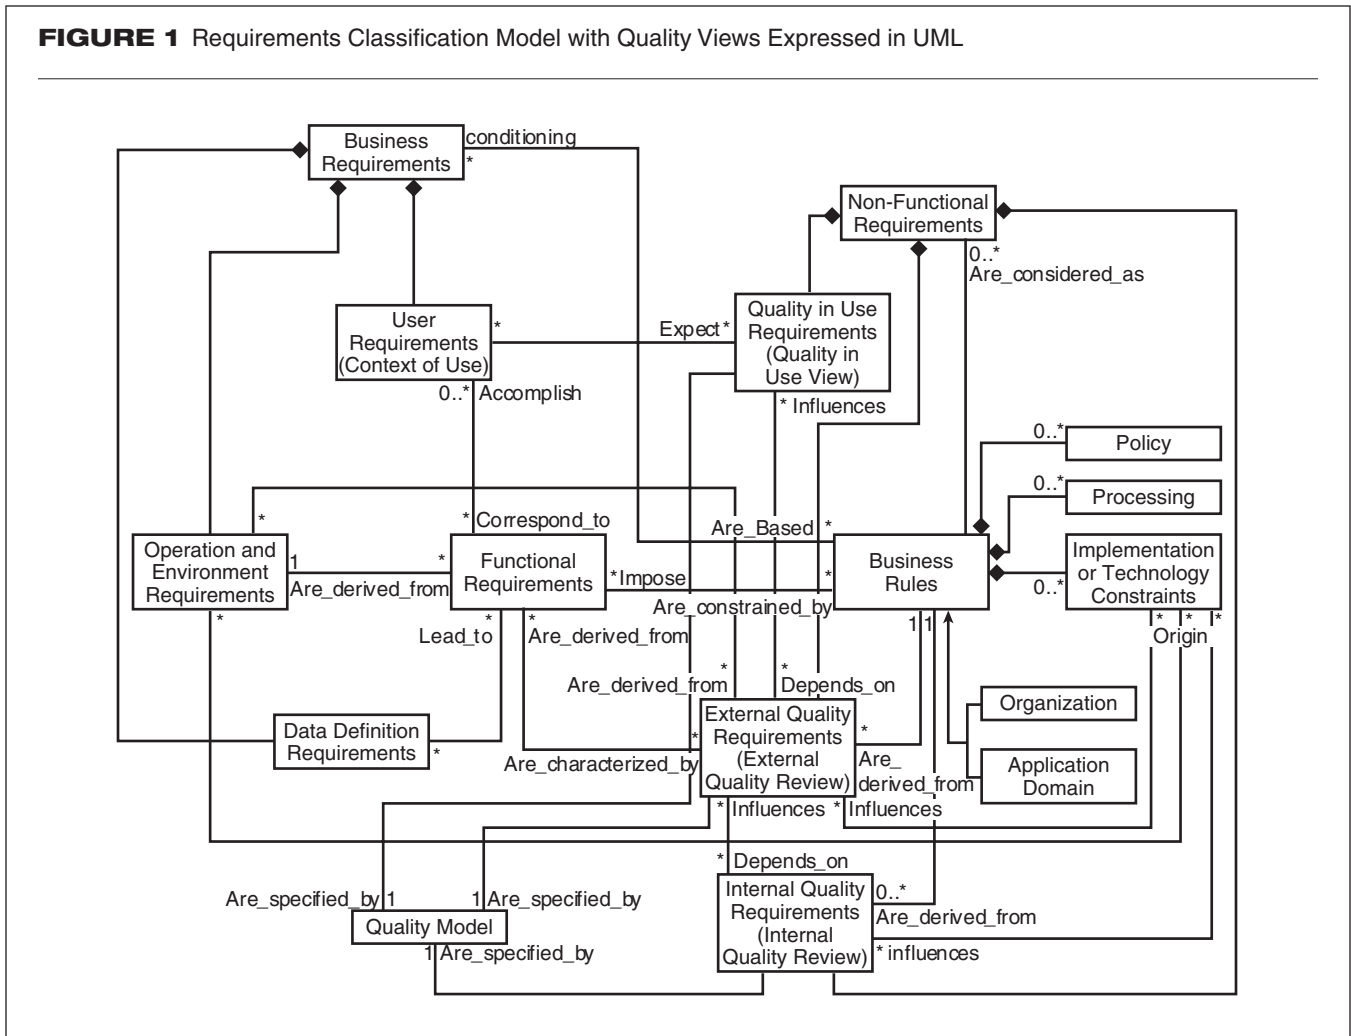 FIGURE 1 Requirements Classification Model with Quality Views Expressed in UML
Business
Requirements
conditioning
*
Non-Functional
Requirements
0..*
Are_considered_as
User
Requirements
(Context of Use)
*
Expect *
Quality in Use
Requirements
(Quality in
Use View)
0..* Accomplish
* Influences
0..*
Policy
0..*
Processing
*
* Correspond_to
Are_Based *
Operation and
Environment
Requirements
1
*
Are_derived_from
Functional
Requirements
* Impose
*
Are_constrained_by
Business
Rules
0..*
Implementation
or Technology
Constraints
*
*
Lead_to
*
Are_derived_from
1 1
* * *
Origin
*
Are_derived_from
*
Depends_on
Organization
Data Definition
Requirements
*
*
Are_characterized_by
External Quality
Requirements
(External
Quality Review)
*
Are_
derived_from
Application
Domain
* Influences
* Influences
* Depends_on
Are_specified_by 1
1 Are_specified_by
Quality Model
1 Are_specified_by
Internal Quality
Requirements
(Internal
Quality Review)
0..*
Are_derived_from
* influences